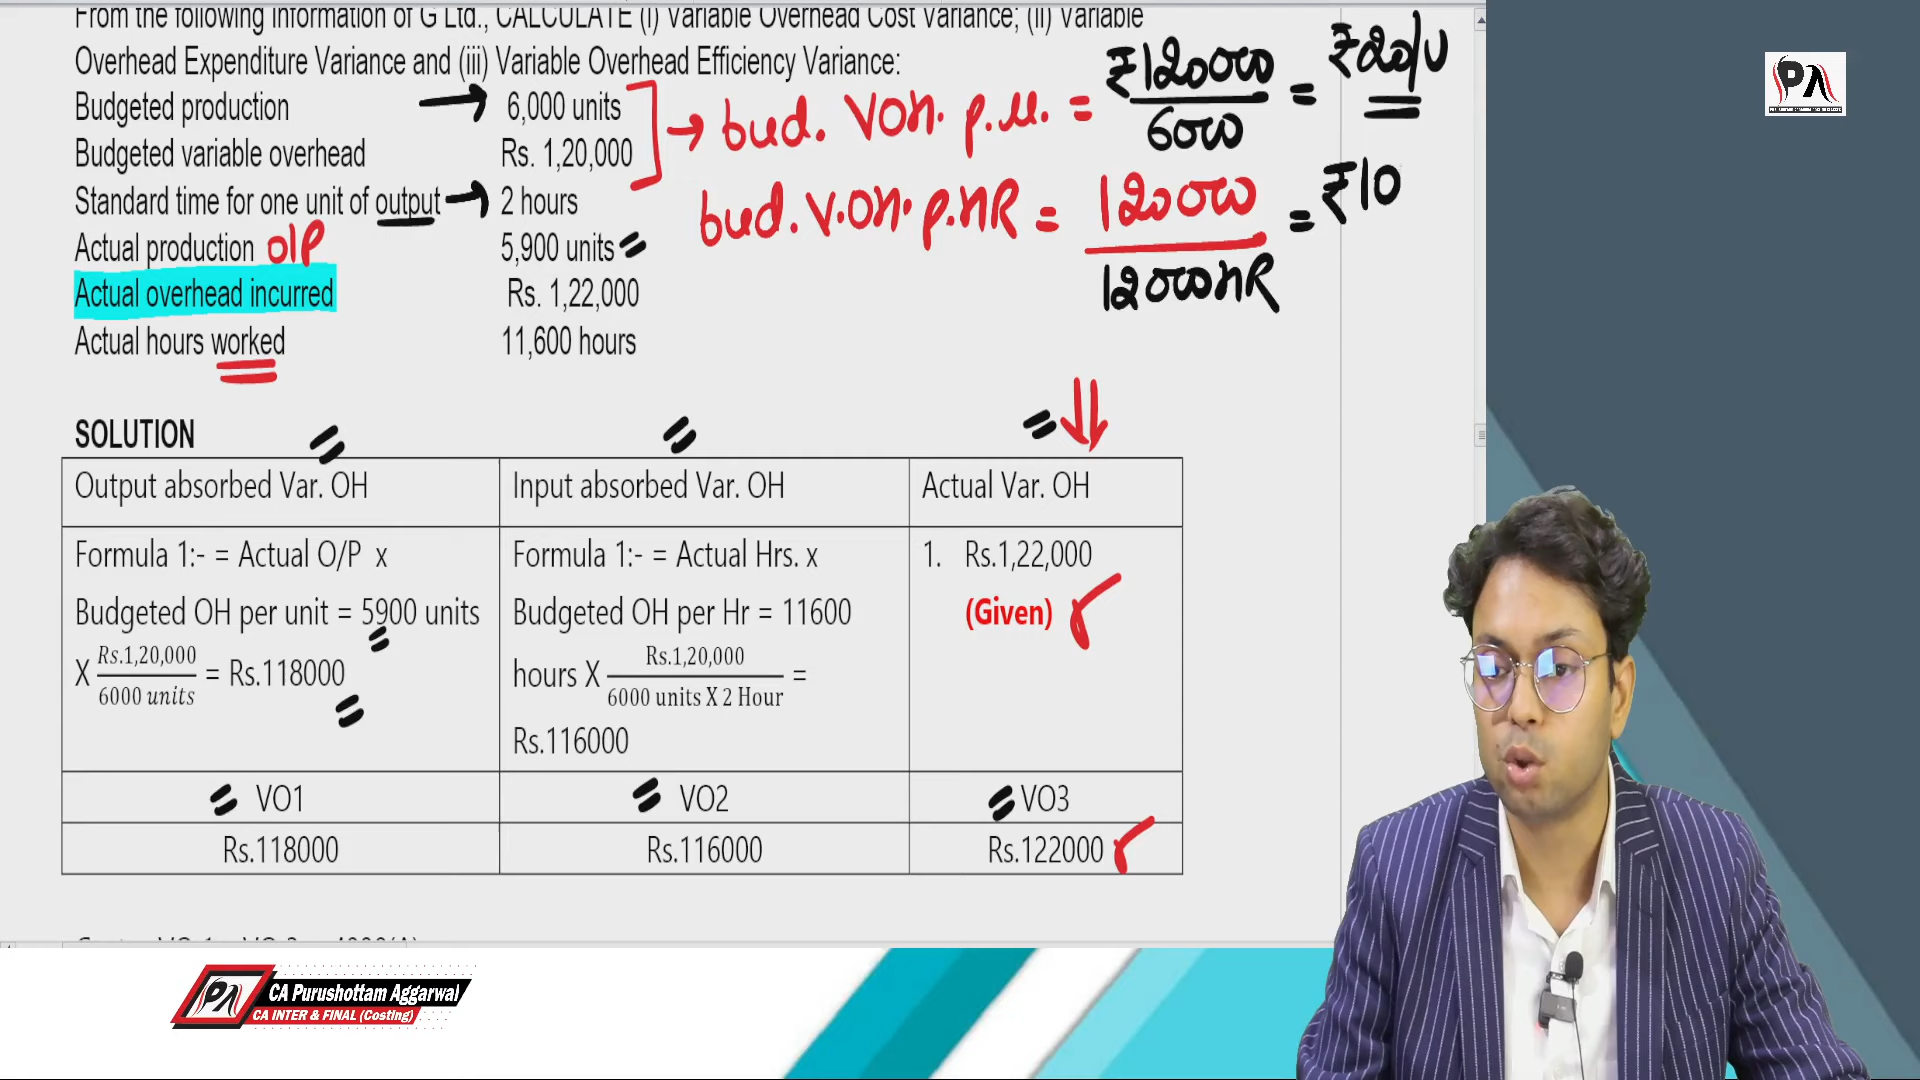 From the following information of G Ltd., CALCULATE (i) Variable Overhead Cost Variance; (ii) Variable
Overhead Expenditure Variance and (iii) Variable Overhead Efficiency Variance:
Budgeted production → 6,000 units
Budgeted variable overhead Rs. 1,20,000
→ bud. VOH. p.u. = ₹120000 / 6000 = ₹20/U
Standard time for one unit of output → 2 hours
bud. V.OH. p.HR = 120000 / 12000HR = ₹10
Actual production O/P 5,900 units
Actual overhead incurred Rs. 1,22,000
Actual hours worked 11,600 hours
SOLUTION
Output absorbed Var. OH
Input absorbed Var. OH
Actual Var. OH
Formula 1:- = Actual O/P x
Budgeted OH per unit = 5900 units
X Rs.1,20,000 / 6000 units = Rs.118000
Formula 1:- = Actual Hrs. x
Budgeted OH per Hr = 11600
hours X Rs.1,20,000 / 6000 units X 2 Hour =
Rs.116000
1. Rs.1,22,000
(Given)
VO1 VO2 VO3
Rs.118000 Rs.116000 Rs.122000
PA
CA Purushottam Aggarwal
CA INTER & FINAL (Costing)
PA